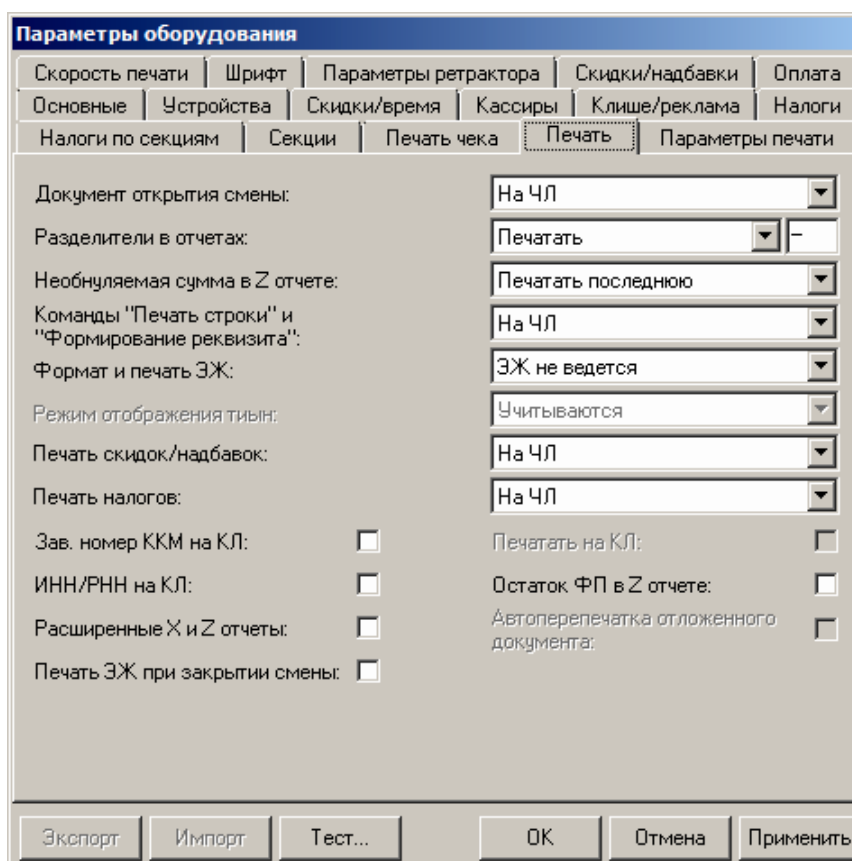 Параметры оборудования
Скорость печати Шрифт Параметры ретрактора Скидки/надбавки Оплата
Основные Устройства Скидки/время Кассиры Клише/реклама Налоги
Налоги по секциям Секции Печать чека Печать Параметры печати
Документ открытия смены: На ЧЛ
Разделители в отчетах: Печатать –
Необнуляемая сумма в Z отчете: Печатать последнюю
Команды "Печать строки" и
"Формирование реквизита": На ЧЛ
Формат и печать ЭЖ: ЭЖ не ведется
Режим отображения тиын: Учитываются
Печать скидок/надбавок: На ЧЛ
Печать налогов: На ЧЛ
Зав. номер ККМ на КЛ: Печатать на КЛ:
ИНН/РНН на КЛ: Остаток ФП в Z отчете:
Расширенные X и Z отчеты: Автоперепечатка отложенного
документа:
Печать ЭЖ при закрытии смены:
Экспорт Импорт Тест... OK Отмена Применить